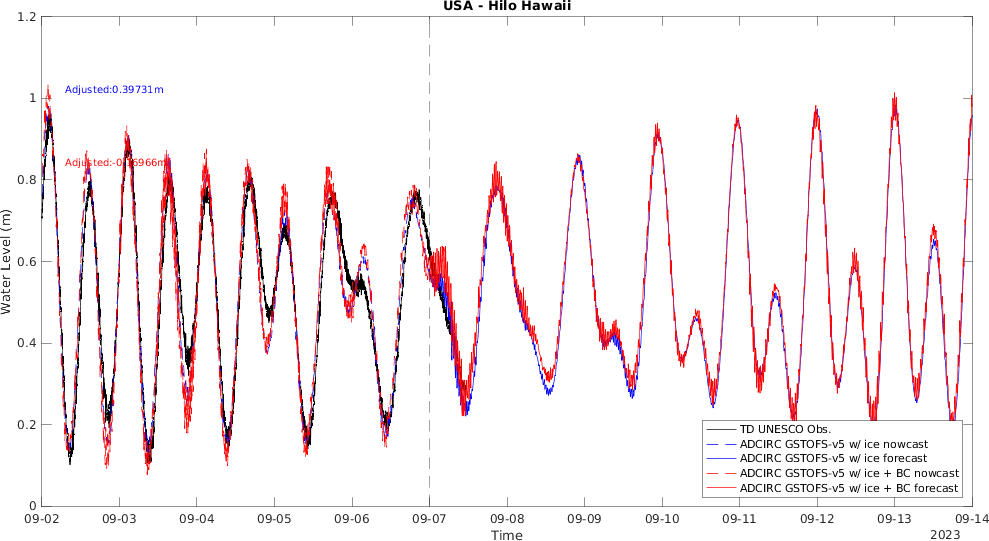 USA - Hilo Hawaii
1.2
1
0.8
0.6
0.4
0.2
0
Water Level (m)
Adjusted:0.39731m
Adjusted:-0.16966m
TD UNESCO Obs.
ADCIRC GSTOFS-v5 w/ ice nowcast
ADCIRC GSTOFS-v5 w/ ice forecast
ADCIRC GSTOFS-v5 w/ ice + BC nowcast
ADCIRC GSTOFS-v5 w/ ice + BC forecast
09-02 09-03 09-04 09-05 09-06 09-07 09-08 09-09 09-10 09-11 09-12 09-13 09-14
Time
2023